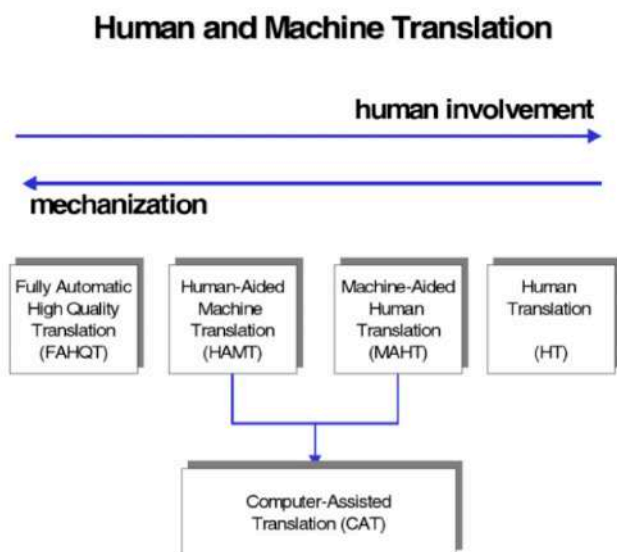 Human and Machine Translation
human involvement
mechanization
Fully Automatic
High Quality
Translation
(FAHQT)
Human-Aided
Machine
Translation
(HAMT)
Machine-Aided
Human
Translation
(MAHT)
Human
Translation
(HT)
Computer-Assisted
Translation (CAT)